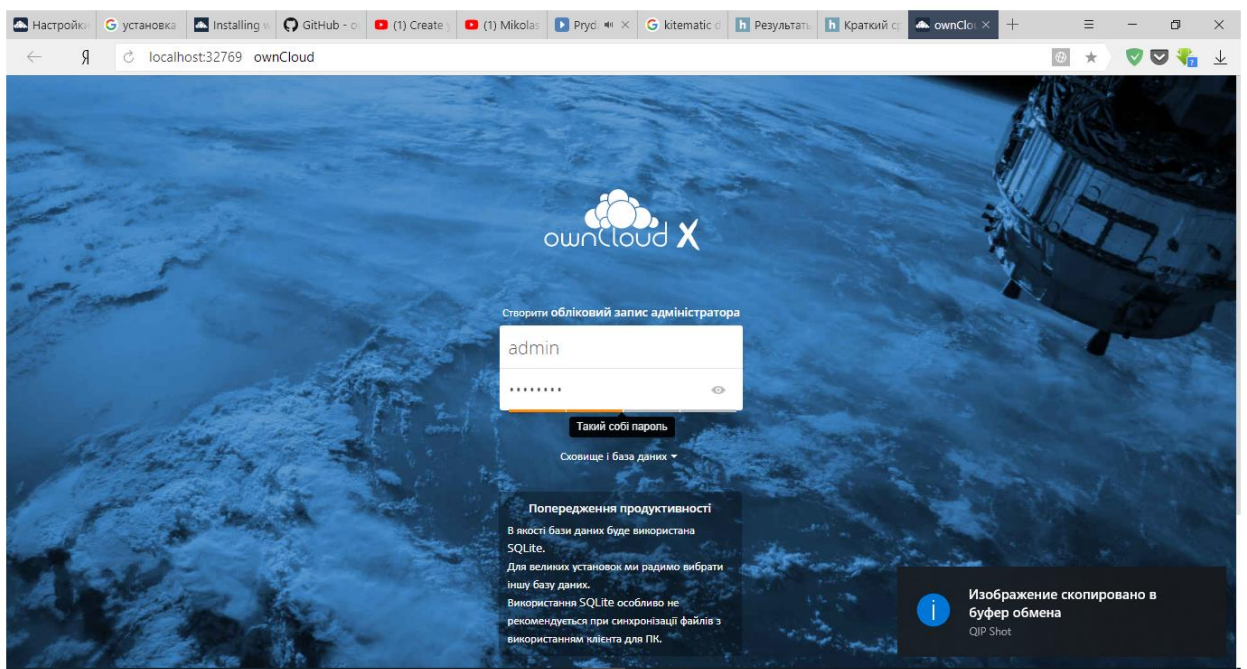 Настройки
установка
Installing w
GitHub - o
(1) Create y
(1) Mikolas
Pryd
kitematic d
Результать
Краткий ср
ownClo
Я
localhost:32769 ownCloud
ownCloud X
Створити обліковий запис адміністратора
admin
Такий собі пароль
Сховище і база даних
Попередження продуктивності
В якості бази даних буде використана
SQLite.
Для великих установок ми радимо вибрати
іншу базу даних.
Використання SQLite особливо не
рекомендується при синхронізації файлів з
використанням клієнта для ПК.
Изображение скопировано в
буфер обмена
QIP Shot